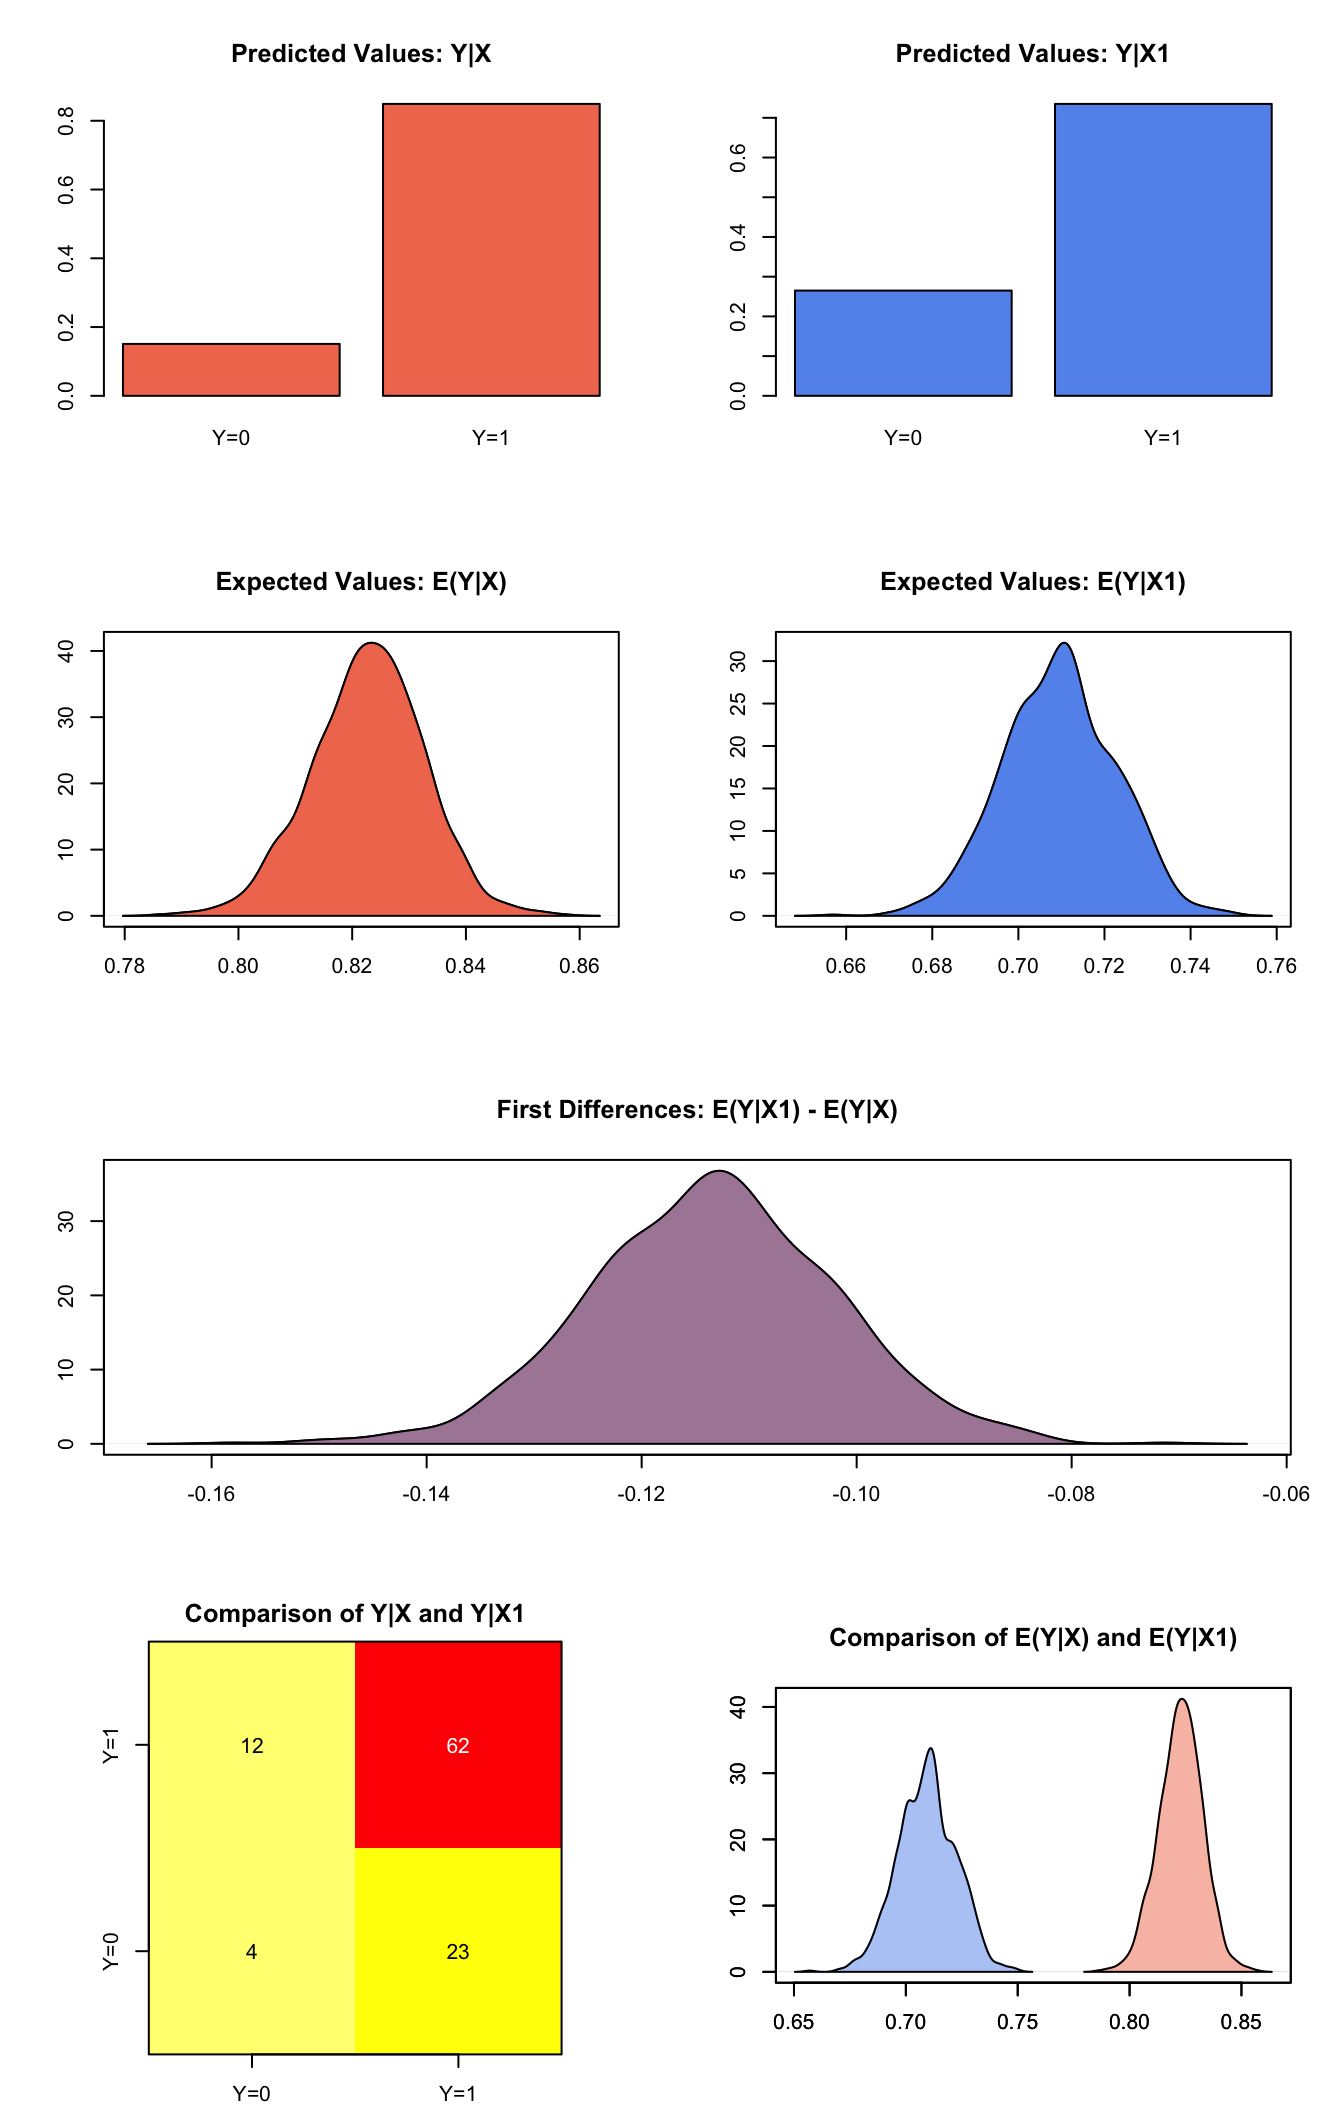 Predicted Values: Y|X
0.0 0.2 0.4 0.6 0.8
Y=0 Y=1
Predicted Values: Y|X1
0.0 0.2 0.4 0.6
Y=0 Y=1
Expected Values: E(Y|X)
0 10 20 30 40
0.78 0.80 0.82 0.84 0.86
Expected Values: E(Y|X1)
0 5 10 15 20 25 30
0.66 0.68 0.70 0.72 0.74 0.76
First Differences: E(Y|X1) - E(Y|X)
0 10 20 30
-0.16 -0.14 -0.12 -0.10 -0.08 -0.06
Comparison of Y|X and Y|X1
Y=1 12 62
Y=0 4 23
Y=0 Y=1
Comparison of E(Y|X) and E(Y|X1)
0 10 20 30 40
0.65 0.70 0.75 0.80 0.85